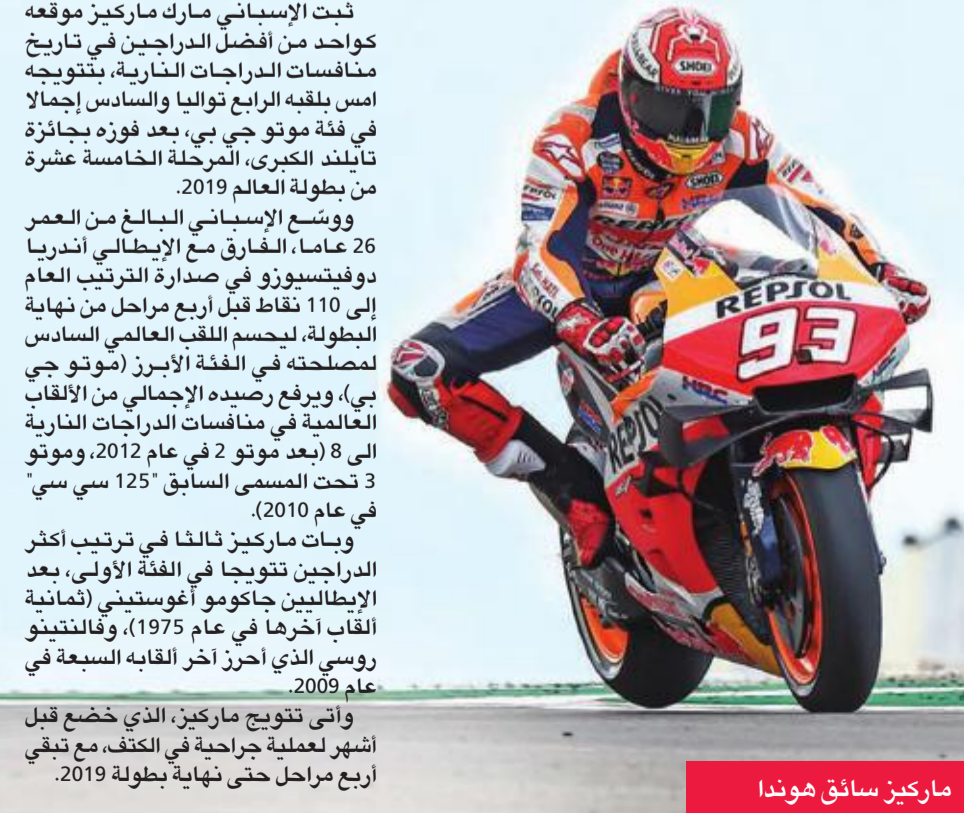 ثبت الإسباني مارك ماركيز موقعه
كواحد من أفضل الدراجين في تاريخ
منافسات الدراجات النارية، بتتويجه
امس بلقبه الرابع تواليا والسادس إجمالا
في فئة موتو جي بي، بعد فوزه بجائزة
تايلند الكبرى، المرحلة الخامسة عشرة
من بطولة العالم 2019.
ووسّع الإسباني البالغ من العمر
26 عاما، الفارق مع الإيطالي أندريا
دوفيتسيوزو في صدارة الترتيب العام
إلى 110 نقاط قبل أربع مراحل من نهاية
البطولة، ليحسم اللقب العالمي السادس
لمصلحته في الفئة الأبرز (موتو جي
بي)، ويرفع رصيده الإجمالي من الألقاب
العالمية في منافسات الدراجات النارية
الى 8 (بعد موتو 2 في عام 2012، وموتو
3 تحت المسمى السابق "125 سي سي"
في عام 2010).
وبات ماركيز ثالثا في ترتيب أكثر
الدراجين تتويجا في الفئة الأولى، بعد
الإيطاليين جاكومو أغوستيني (ثمانية
ألقاب آخرها في عام 1975)، وفالنتينو
روسي الذي أحرز آخر ألقابه السبعة في
عام 2009.
وأتى تتويج ماركيز، الذي خضع قبل
أشهر لعملية جراحية في الكتف، مع تبقي
أربع مراحل حتى نهاية بطولة 2019.
SHOEI
SHOEI
REPSOL
93
HRC
REPSOL
Red Bull
ماركيز سائق هوندا